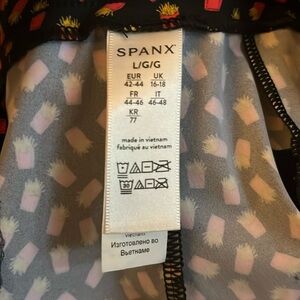 SPANX
L/G/G
EUR UK
42-44 16-18
FR IT
44-46 46-48
KR
77
made in vietnam
fabriqué au vietnam
Vietnam
Изготовлено во
Вьетнаме